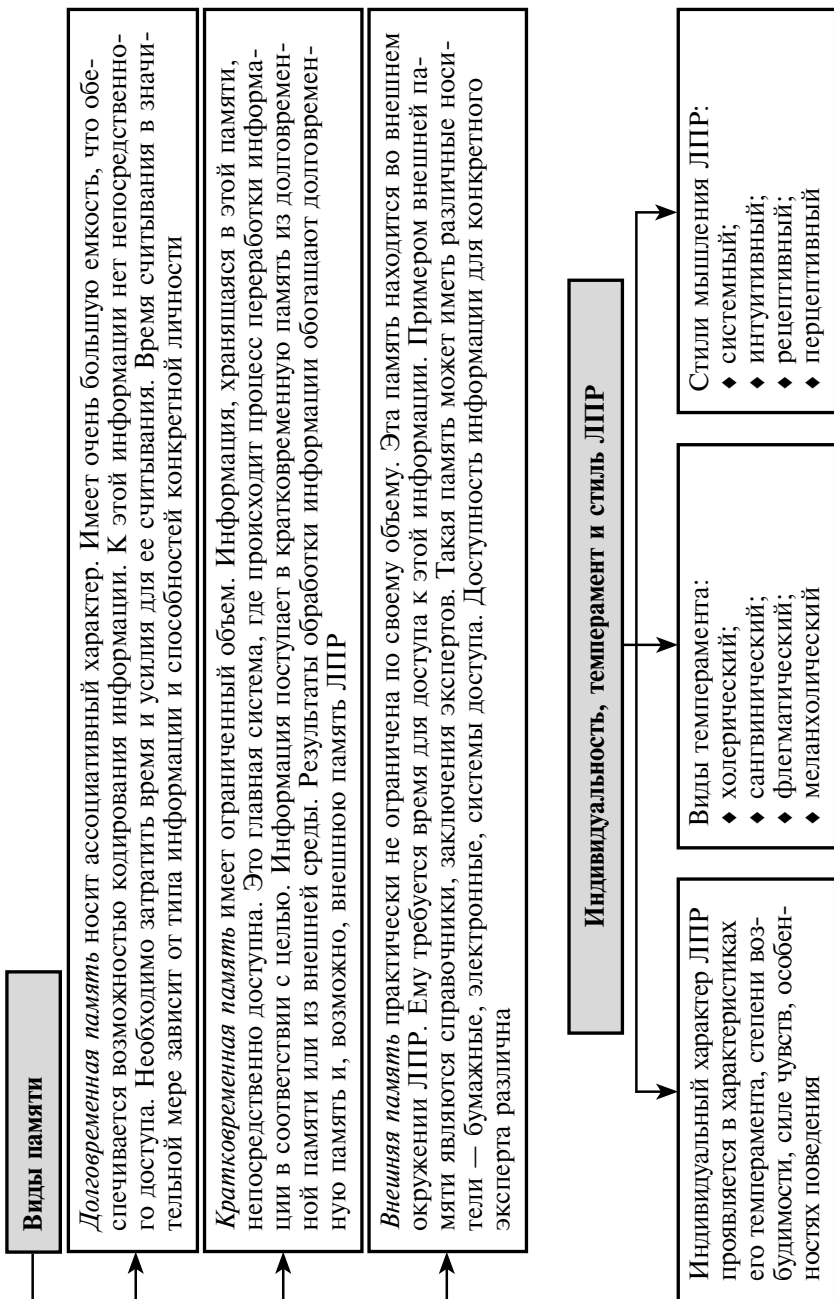 Виды памяти
Долговременная память носит ассоциативный характер. Имеет очень большую емкость, что обе-
спечивается возможностью кодирования информации. К этой информации нет непосредственно-
го доступа. Необходимо затратить время и усилия для ее считывания. Время считывания в значи-
тельной мере зависит от типа информации и способностей конкретной личности
Кратковременная память имеет ограниченный объем. Информация, хранящаяся в этой памяти,
непосредственно доступна. Это главная система, где происходит процесс переработки информа-
ции в соответствии с целью. Информация поступает в кратковременную память из долговремен-
ной памяти или из внешней среды. Результаты обработки информации обогащают долговремен-
ную память и, возможно, внешнюю память ЛПР
Внешняя память практически не ограничена по своему объему. Эта память находится во внешнем
окружении ЛПР. Ему требуется время для доступа к этой информации. Примером внешней па-
мяти являются справочники, заключения экспертов. Такая память может иметь различные носи-
тели — бумажные, электронные, системы доступа. Доступность информации для конкретного
эксперта различна
Индивидуальность, темперамент и стиль ЛПР
Индивидуальный характер ЛПР
проявляется в характеристиках
его темперамента, степени воз-
будимости, силе чувств, особен-
ностях поведения
Виды темперамента:
♦ холерический;
♦ сангвинический;
♦ флегматический;
♦ меланхолический
Стили мышления ЛПР:
♦ системный;
♦ интуитивный;
♦ рецептивный;
♦ перцептивный